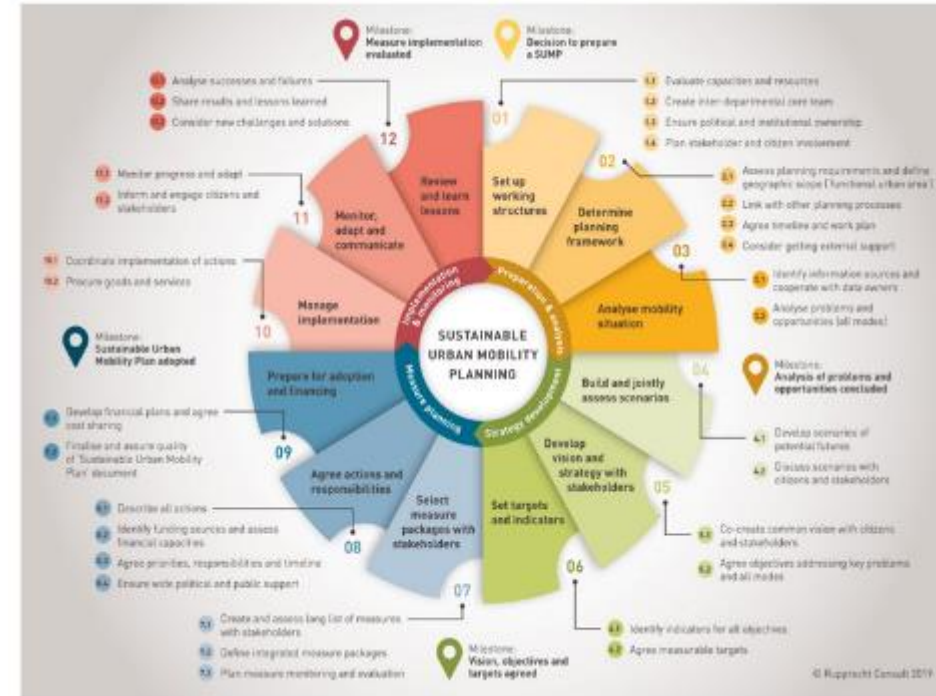 Milestone:
Measure implementation
evaluated
Milestone:
Decision to prepare
a SUMP
12.1 Analyse successes and failures
12.2 Share results and lessons learned
12.3 Consider new challenges and solutions
12
01
1.1 Evaluate capacities and resources
1.2 Create inter-departmental core team
1.3 Ensure political and institutional ownership
1.4 Plan stakeholder and citizen involvement
02
2.1 Assess planning requirements and define
geographic scope ('functional urban area')
2.2 Link with other planning processes
2.3 Agree timeline and work plan
2.4 Consider getting external support
03
3.1 Identify information sources and
cooperate with data owners
3.2 Analyse problems and
opportunities (all modes)
11.1 Monitor progress and adapt
11.2 Inform and engage citizens and
stakeholders
11
10.1 Coordinate implementation of actions
10.2 Procure goods and services
10
Review
and learn
lessons
Set up
working
structures
Monitor,
adapt and
communicate
Determine
planning
framework
Manage
implementation
Analyse mobility
situation
Implementation
& monitoring
Preparation & analysis
SUSTAINABLE
URBAN MOBILITY
PLANNING
Measure planning
Strategy development
Milestone:
Sustainable Urban
Mobility Plan adopted
Milestone:
Analysis of problems and
opportunities concluded
Prepare for adoption
and financing
Build and jointly
assess scenarios
04
4.1 Develop scenarios of
potential futures
4.2 Discuss scenarios with
citizens and stakeholders
9.1 Develop financial plans and agree
cost sharing
9.2 Finalise and assure quality
of 'Sustainable Urban Mobility
Plan' document
09
Agree actions and
responsibilities
Develop
vision and
strategy with
stakeholders
05
5.1 Co-create common vision with citizens
and stakeholders
5.2 Agree objectives addressing key problems
and all modes
Select
measure
packages with
stakeholders
Set targets
and indicators
8.1 Describe all actions
8.2 Identify funding sources and assess
financial capacities
8.3 Agree priorities, responsibilities and timeline
8.4 Ensure wide political and public support
08
06
6.1 Identify indicators for all objectives
6.2 Agree measurable targets
07
7.1 Create and assess long list of measures
with stakeholders
7.2 Define integrated measure packages
7.3 Plan measure monitoring and evaluation
Milestone:
Vision, objectives and
targets agreed
© Rupprecht Consult 2019